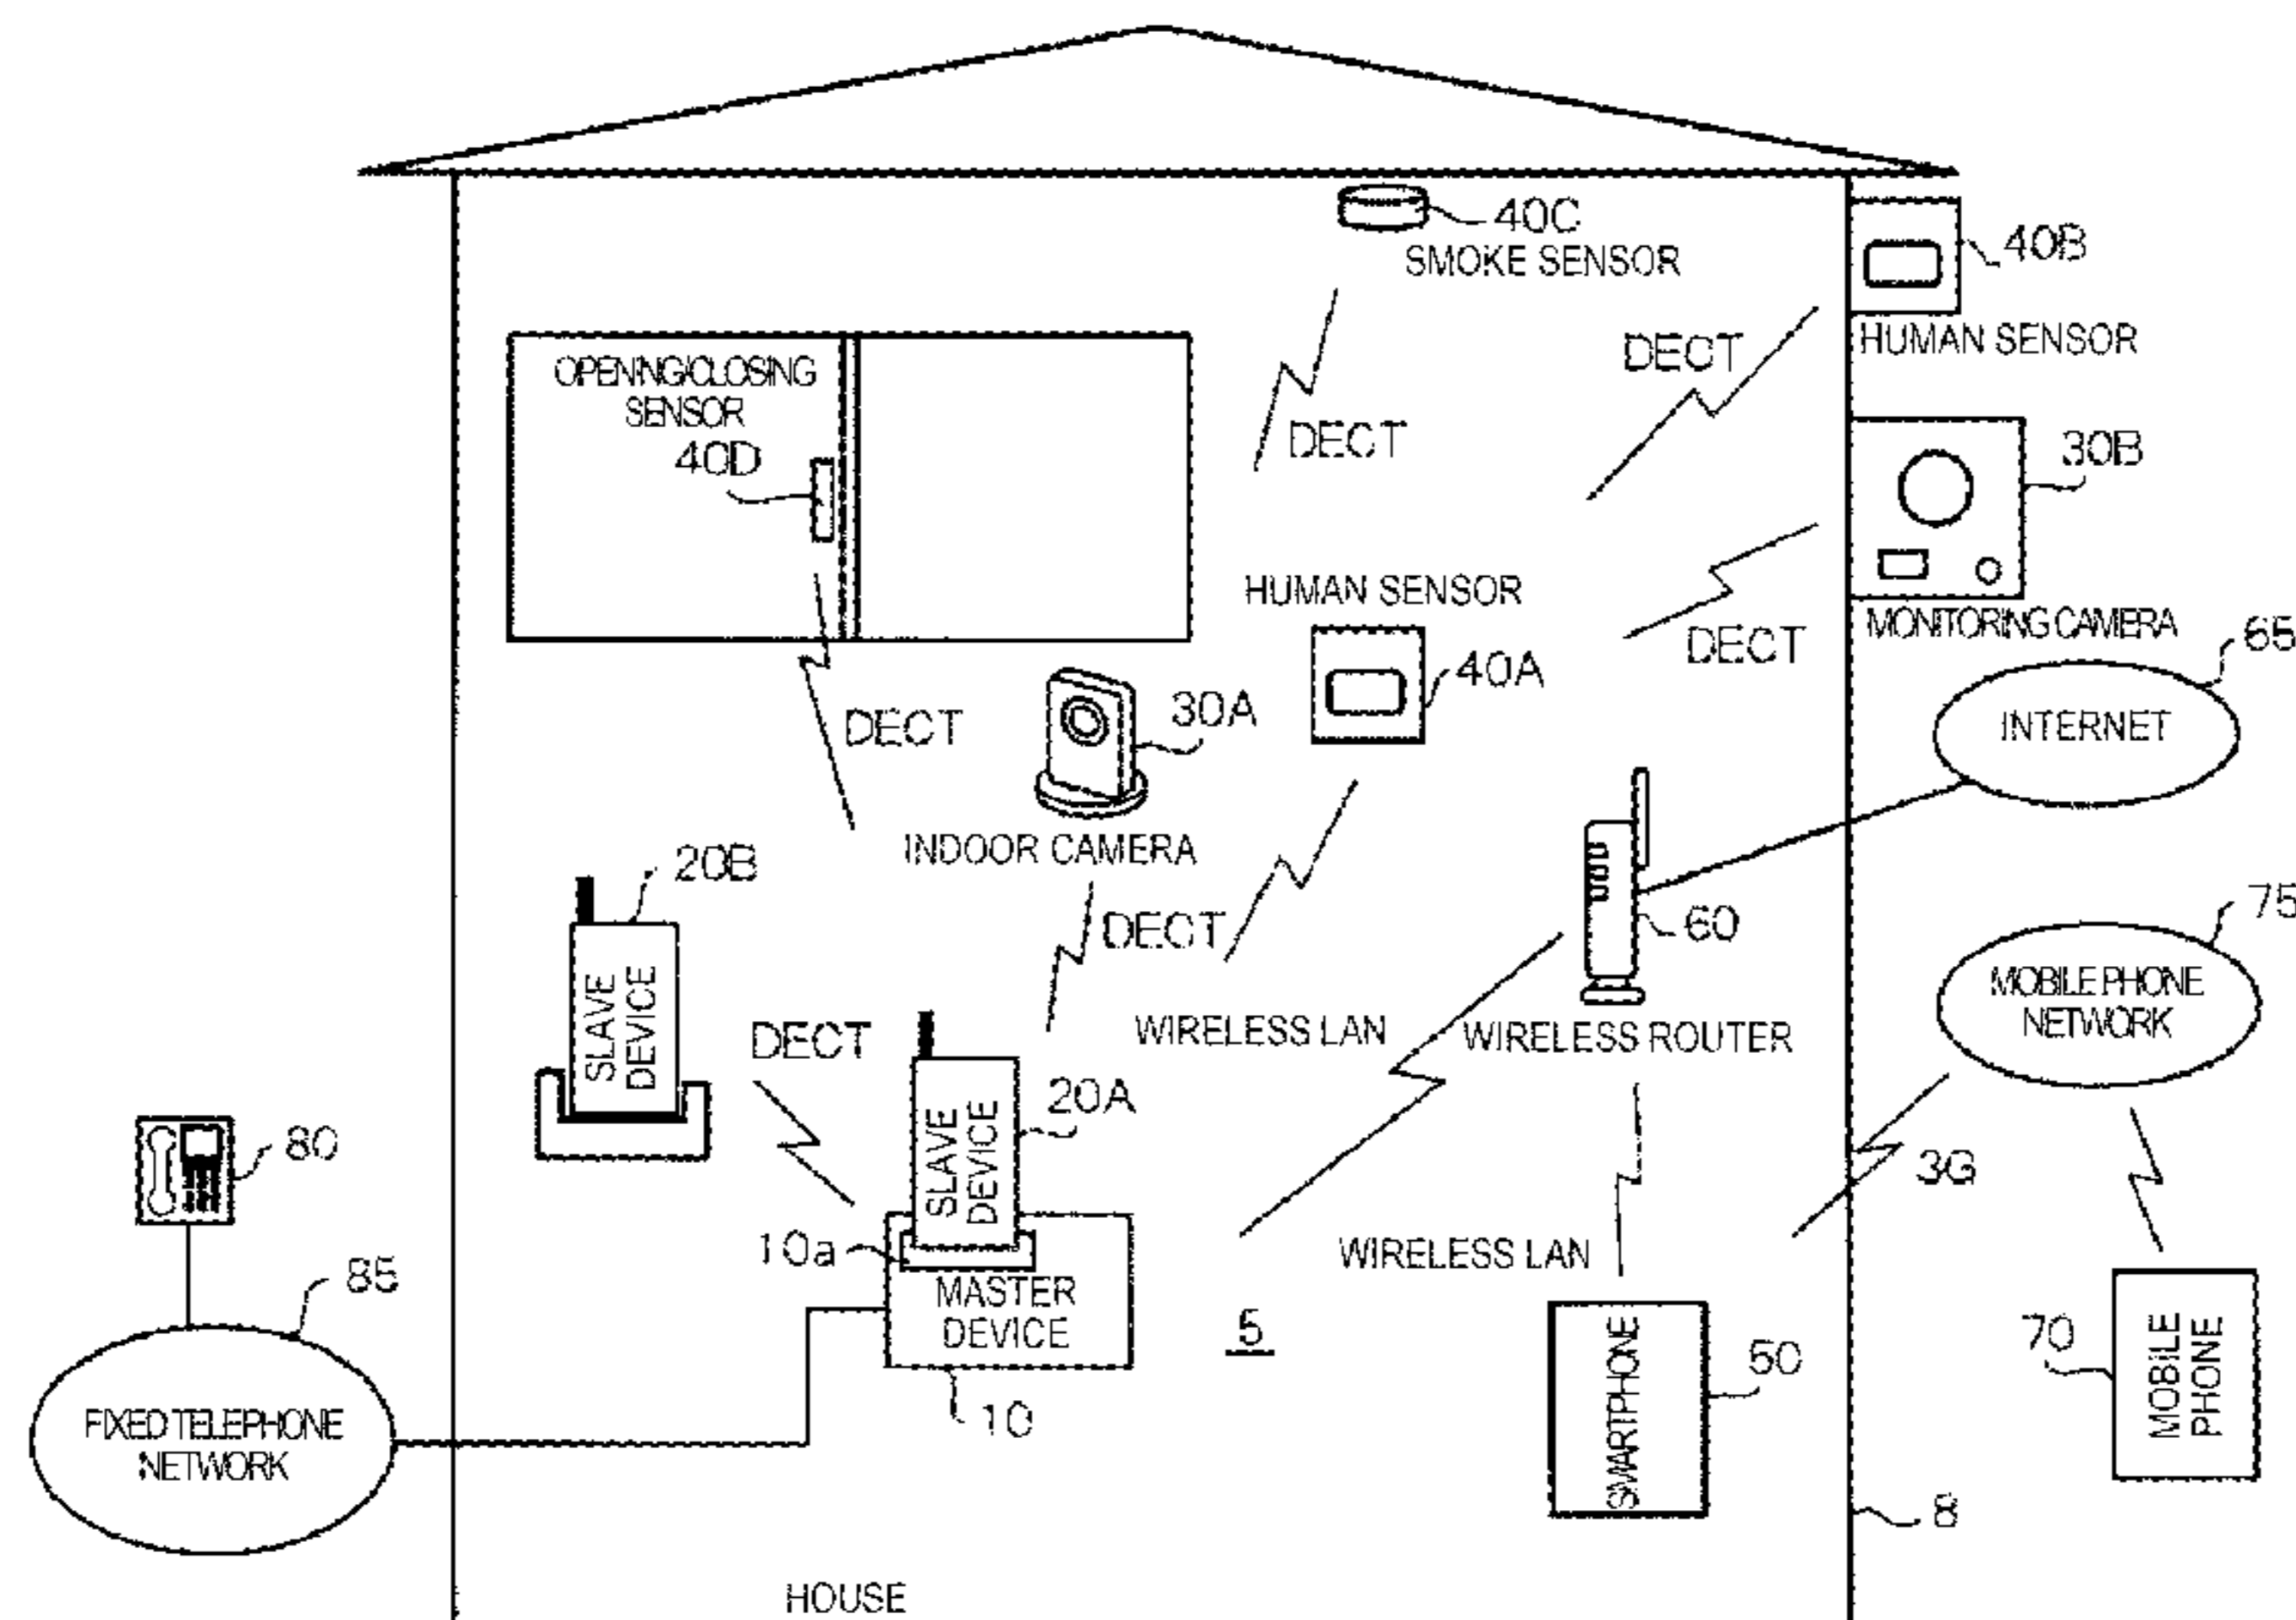 40C
SMOKE SENSOR
40B
HUMAN SENSOR
DECT
OPENING/CLOSING
SENSOR
40D
DECT
30B
MONITORING CAMERA
DECT
HUMAN SENSOR
40A
65
INTERNET
30A
DECT
INDOOR CAMERA
20B
SLAVE
DEVICE
DECT
60
WIRELESS ROUTER
75
MOBILE PHONE
NETWORK
WIRELESS LAN
DECT
20A
SLAVE
DEVICE
80
3G
10a
MASTER
DEVICE
10
WIRELESS LAN
85
FIXED TELEPHONE
NETWORK
5
SMARTPHONE
50
70
MOBILE
PHONE
8
HOUSE